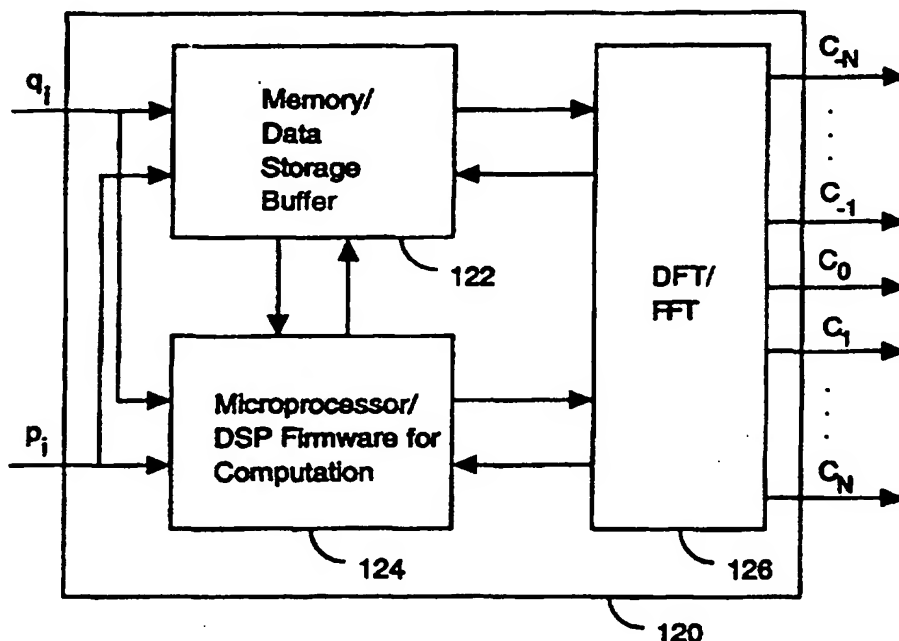 q_i
p_i
Memory/
Data
Storage
Buffer
122
Microprocessor/
DSP Firmware for
Computation
124
DFT/
FFT
126
120
C_-N
C_-1
C_0
C_1
C_N